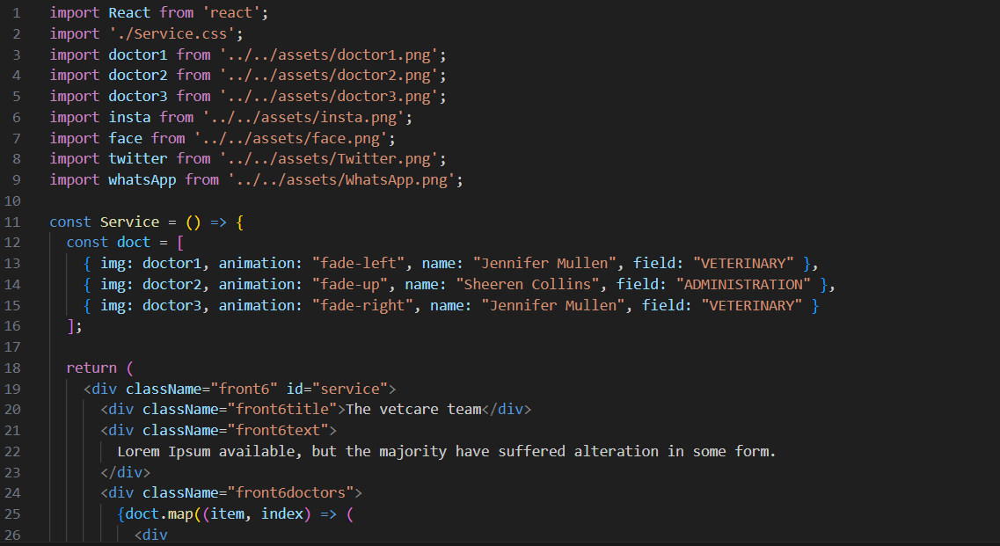 1 import React from 'react';
2 import './Service.css';
3 import doctor1 from '../../assets/doctor1.png';
4 import doctor2 from '../../assets/doctor2.png';
5 import doctor3 from '../../assets/doctor3.png';
6 import insta from '../../assets/insta.png';
7 import face from '../../assets/face.png';
8 import twitter from '../../assets/Twitter.png';
9 import whatsApp from '../../assets/WhatsApp.png';
10
11 const Service = () => {
12   const doct = [
13     { img: doctor1, animation: "fade-left", name: "Jennifer Mullen", field: "VETERINARY" },
14     { img: doctor2, animation: "fade-up", name: "Sheeren Collins", field: "ADMINISTRATION" },
15     { img: doctor3, animation: "fade-right", name: "Jennifer Mullen", field: "VETERINARY" }
16   ];
17
18   return (
19     <div className="front6" id="service">
20       <div className="front6title">The vetcare team</div>
21       <div className="front6text">
22         Lorem Ipsum available, but the majority have suffered alteration in some form.
23       </div>
24       <div className="front6doctors">
25         {doct.map((item, index) => (
26           <div